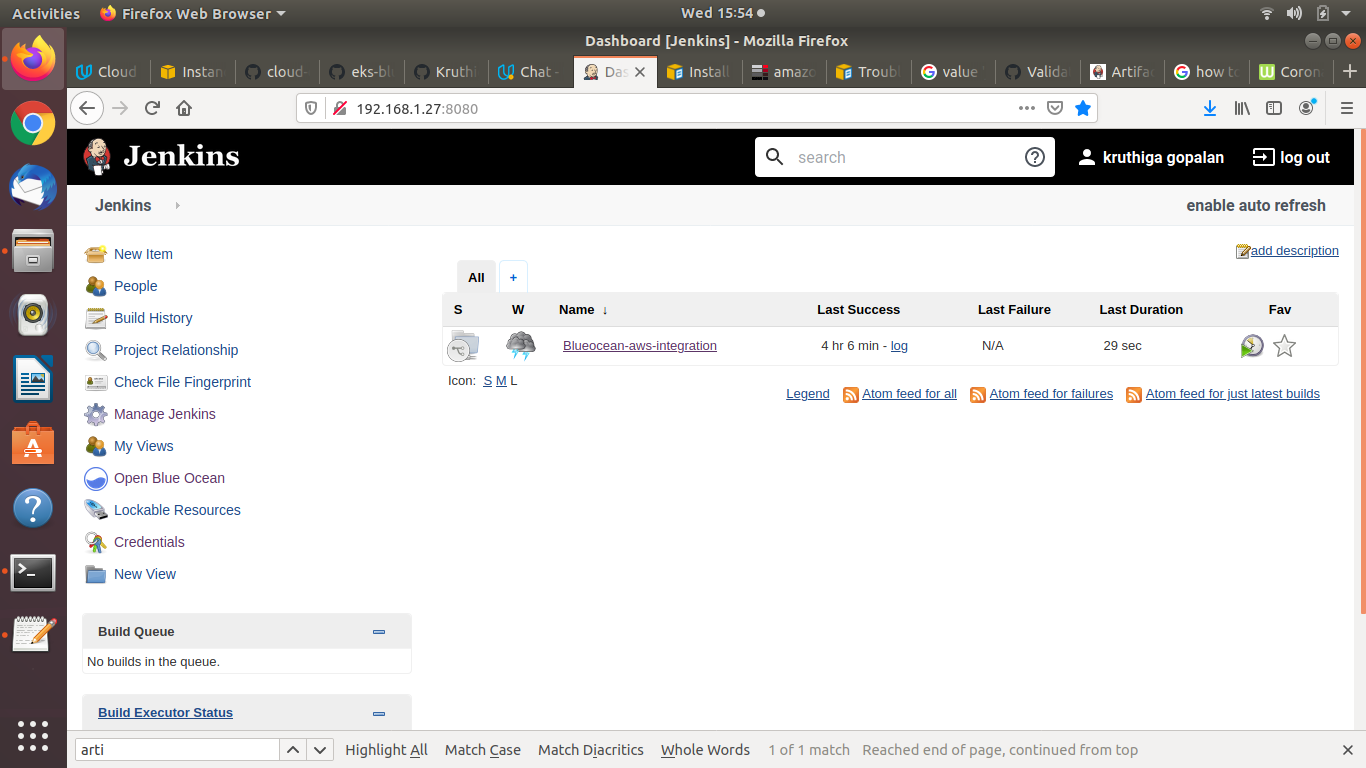 Activities Firefox Web Browser Wed 15:54
Dashboard [Jenkins] - Mozilla Firefox
Cloud Instan cloud- eks-blu Kruthi Chat - Das Install amazo Troubl value Valida Artifac how to Coron
192.168.1.27:8080
Jenkins search kruthiga gopalan log out
Jenkins enable auto refresh
add description
New Item
People
Build History
Project Relationship
Check File Fingerprint
Manage Jenkins
My Views
Open Blue Ocean
Lockable Resources
Credentials
New View
All +
S W Name ↓ Last Success Last Failure Last Duration Fav
Blueocean-aws-integration 4 hr 6 min - log N/A 29 sec
Icon: S M L
Legend Atom feed for all Atom feed for failures Atom feed for just latest builds
Build Queue
No builds in the queue.
Build Executor Status
arti Highlight All Match Case Match Diacritics Whole Words 1 of 1 match Reached end of page, continued from top